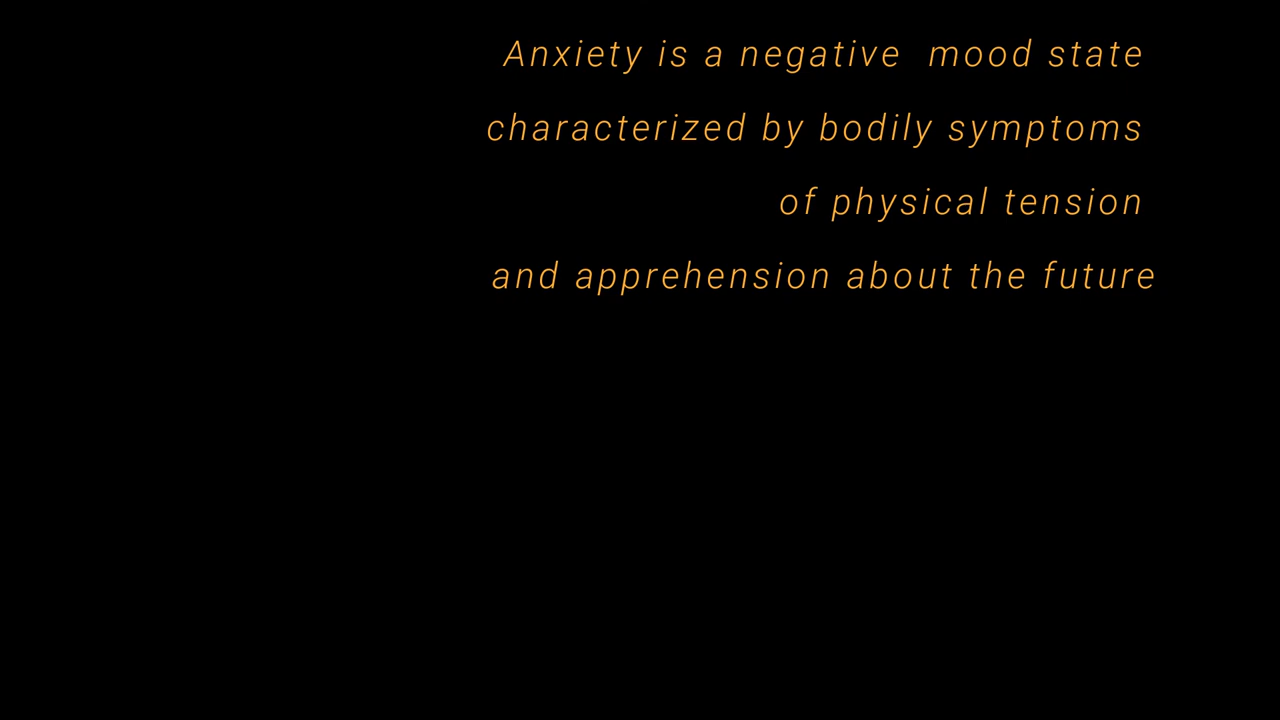 Anxiety is a negative  mood state
characterized by bodily symptoms
of physical tension
and apprehension about the future